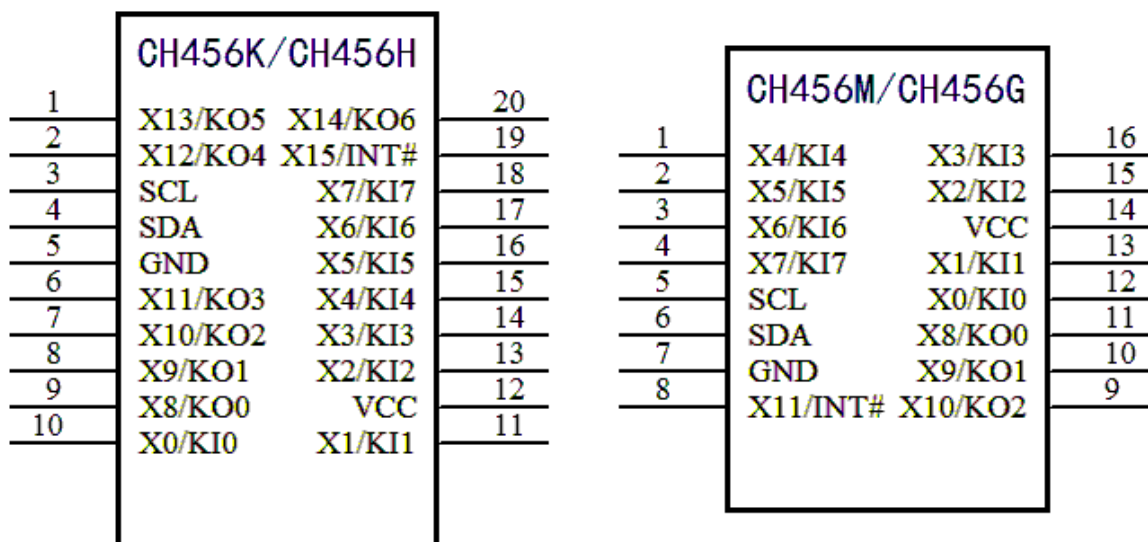 CH456K/CH456H
1 X13/KO5 X14/KO6 20
2 X12/KO4 X15/INT# 19
3 SCL X7/KI7 18
4 SDA X6/KI6 17
5 GND X5/KI5 16
6 X11/KO3 X4/KI4 15
7 X10/KO2 X3/KI3 14
8 X9/KO1 X2/KI2 13
9 X8/KO0 VCC 12
10 X0/KI0 X1/KI1 11
CH456M/CH456G
1 X4/KI4 X3/KI3 16
2 X5/KI5 X2/KI2 15
3 X6/KI6 VCC 14
4 X7/KI7 X1/KI1 13
5 SCL X0/KI0 12
6 SDA X8/KO0 11
7 GND X9/KO1 10
8 X11/INT# X10/KO2 9